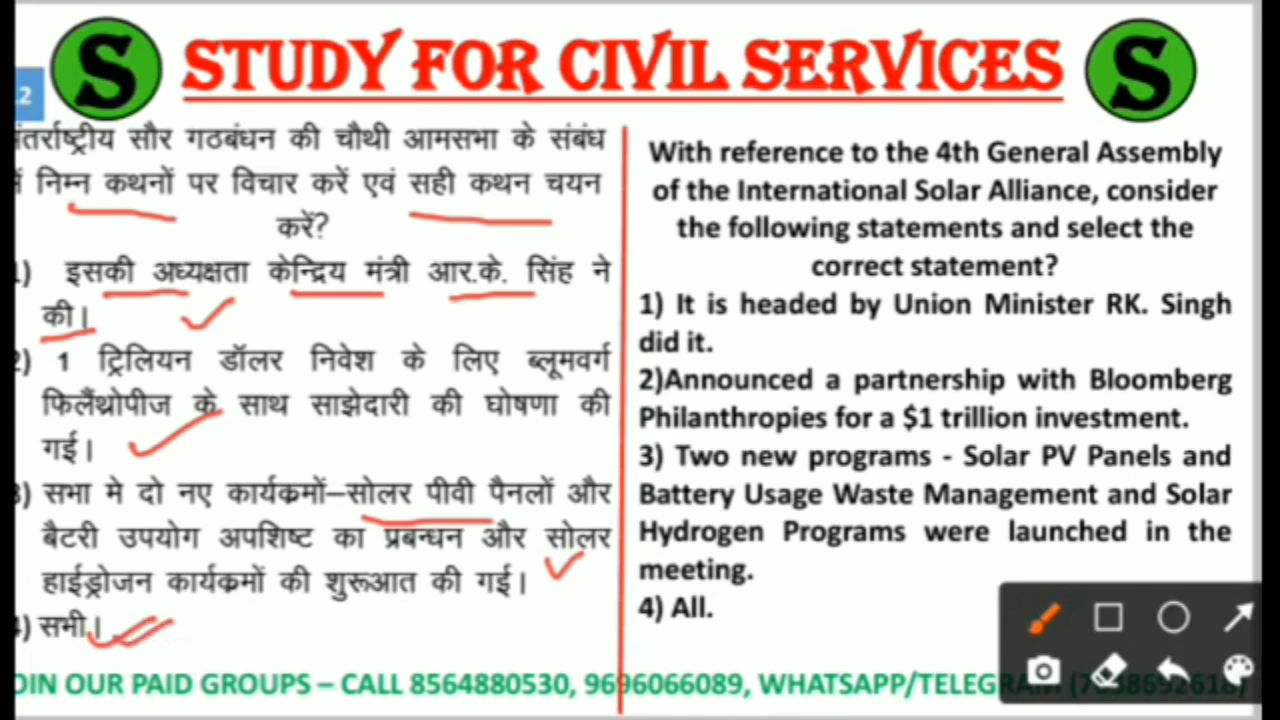 S STUDY FOR CIVIL SERVICES S
.2
अंतर्राष्ट्रीय सौर गठबंधन की चौथी आमसभा के संबंध
में निम्न कथनों पर विचार करें एवं सही कथन चयन
करें?
1) इसकी अध्यक्षता केन्द्रिय मंत्री आर.के. सिंह ने
की।
2) 1 ट्रिलियन डॉलर निवेश के लिए ब्लूमवर्ग
फिलैंथ्रोपीज के साथ साझेदारी की घोषणा की
गई।
3) सभा मे दो नए कार्यक्रमों–सोलर पीवी पैनलों और
बैटरी उपयोग अपशिष्ट का प्रबन्धन और सोलर
हाईड्रोजन कार्यक्रमों की शुरूआत की गई।
4) सभी।
With reference to the 4th General Assembly
of the International Solar Alliance, consider
the following statements and select the
correct statement?
1) It is headed by Union Minister RK. Singh
did it.
2)Announced a partnership with Bloomberg
Philanthropies for a $1 trillion investment.
3) Two new programs - Solar PV Panels and
Battery Usage Waste Management and Solar
Hydrogen Programs were launched in the
meeting.
4) All.
JOIN OUR PAID GROUPS – CALL 8564880530, 9696066089, WHATSAPP/TELEGRAM